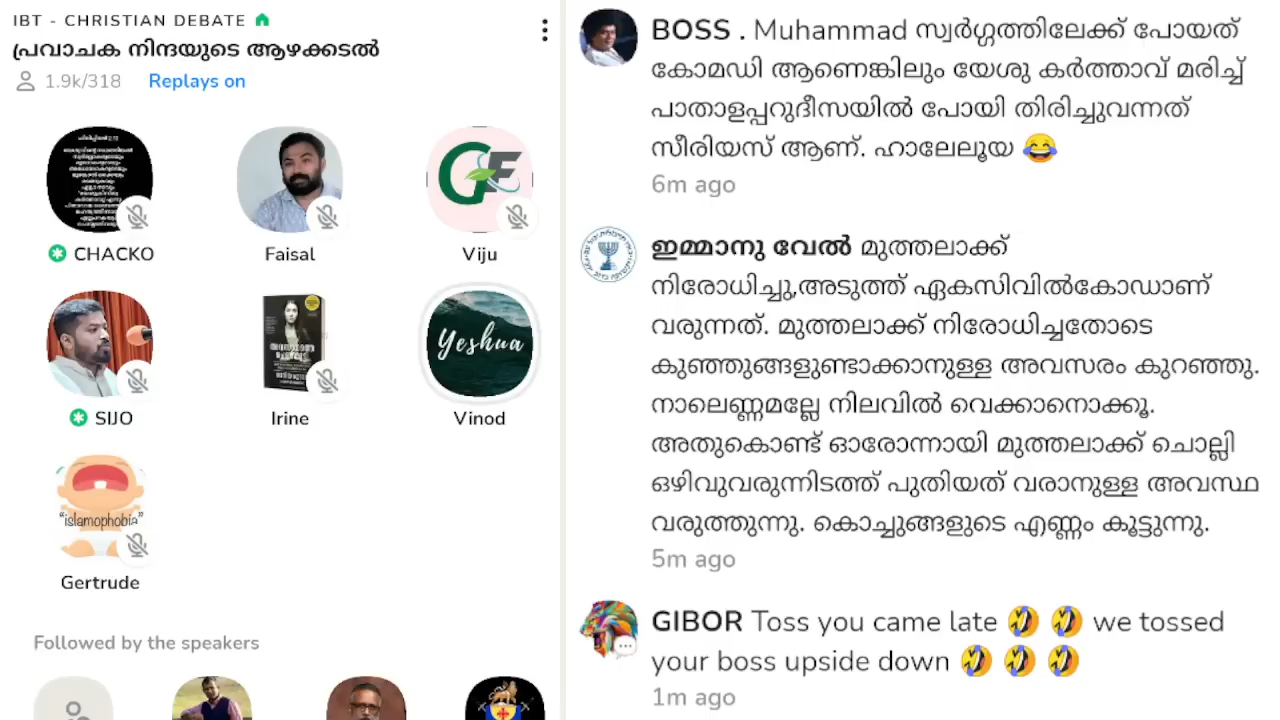 IBT - CHRISTIAN DEBATE
പ്രവാചക നിന്ദയുടെ ആഴക്കടൽ
1.9k/318 Replays on
CHACKO
Faisal
GF
Viju
SIJO
Irine
Yeshua
Vinod
"islamophobia"
Gertrude
Followed by the speakers
BOSS . Muhammad സ്വർഗ്ഗത്തിലേക്ക് പോയത്
കോമഡി ആണെങ്കിലും യേശു കർത്താവ് മരിച്ച്
പാതാളപ്പറുദീസയിൽ പോയി തിരിച്ചുവന്നത്
സീരിയസ് ആണ്. ഹാലേലൂയ 😂
6m ago
ഇമ്മാനു വേൽ മുത്തലാക്ക്
നിരോധിച്ചു,അടുത്ത് ഏകസിവിൽകോഡാണ്
വരുന്നത്. മുത്തലാക്ക് നിരോധിച്ചതോടെ
കുഞ്ഞുങ്ങളുണ്ടാക്കാനുള്ള അവസരം കുറഞ്ഞു.
നാലെണ്ണമല്ലേ നിലവിൽ വെക്കാനൊക്കൂ.
അതുകൊണ്ട് ഓരോന്നായി മുത്തലാക്ക് ചൊല്ലി
ഒഴിവുവരുന്നിടത്ത് പുതിയത് വരാനുള്ള അവസ്ഥ
വരുത്തുന്നു. കൊച്ചുങ്ങളുടെ എണ്ണം കൂട്ടുന്നു.
5m ago
GIBOR Toss you came late 🤣 🤣 we tossed
your boss upside down 🤣 🤣 🤣
1m ago